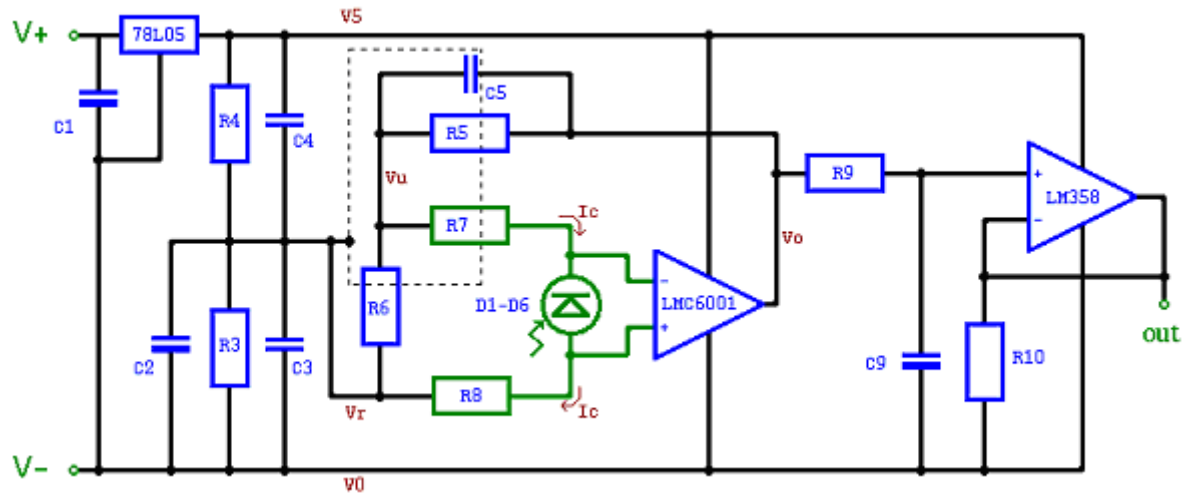 V+
78L05
V5
C1
R4
C4
C5
R5
Vu
R7
Ic
R9
Vo
+
−
LM358
D1-D6
−
LMC6001
+
R6
C2
R3
C3
R8
Ic
Vr
C9
R10
out
V-
V0